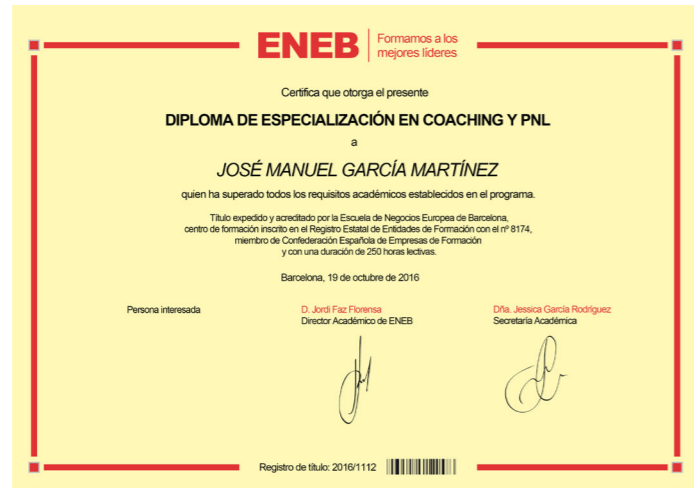 ENEB
Formamos a los
mejores líderes
Certifica que otorga el presente
DIPLOMA DE ESPECIALIZACIÓN EN COACHING Y PNL
a
JOSÉ MANUEL GARCÍA MARTÍNEZ
quien ha superado todos los requisitos académicos establecidos en el programa.
Título expedido y acreditado por la Escuela de Negocios Europea de Barcelona,
centro de formación inscrito en el Registro Estatal de Entidades de Formación con el nº 8174,
miembro de Confederación Española de Empresas de Formación
y con una duración de 250 horas lectivas.
Barcelona, 19 de octubre de 2016
Persona interesada
D. Jordi Faz Florensa
Director Académico de ENEB
Dña. Jessica García Rodríguez
Secretaría Académica
Registro de título: 2016/1112